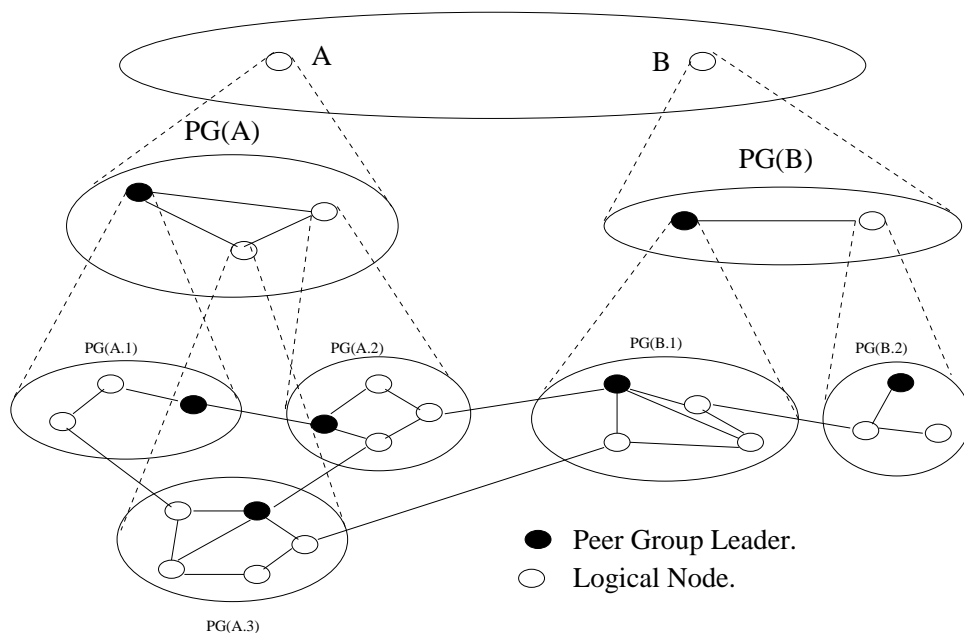 A
B
PG(A)
PG(B)
PG(A.1)
PG(A.2)
PG(B.1)
PG(B.2)
PG(A.3)
Peer Group Leader.
Logical Node.